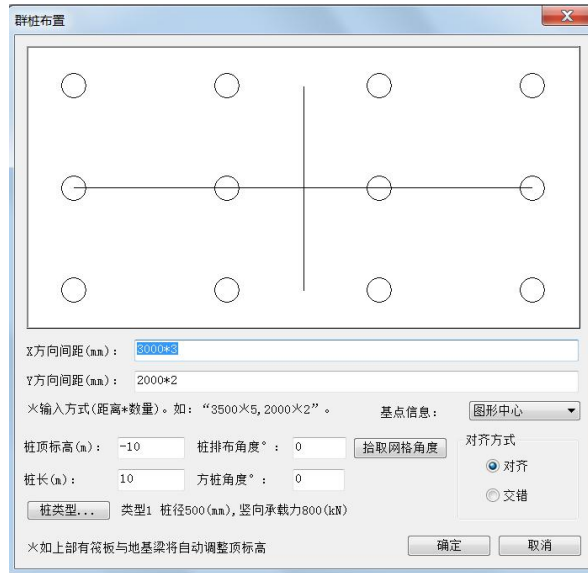 群桩布置
X方向间距(mm): 3000*3
Y方向间距(mm): 2000*2
※输入方式(距离*数量)。如: “3500×5,2000×2”。 基点信息: 图形中心
桩顶标高(m): -10 桩排布角度°: 0 拾取网格角度 对齐方式
对齐
桩长(m): 10 方桩角度°: 0
交错
桩类型... 类型1 桩径500(mm),竖向承载力800(kN)
※如上部有筏板与地基梁将自动调整顶标高 确定 取消